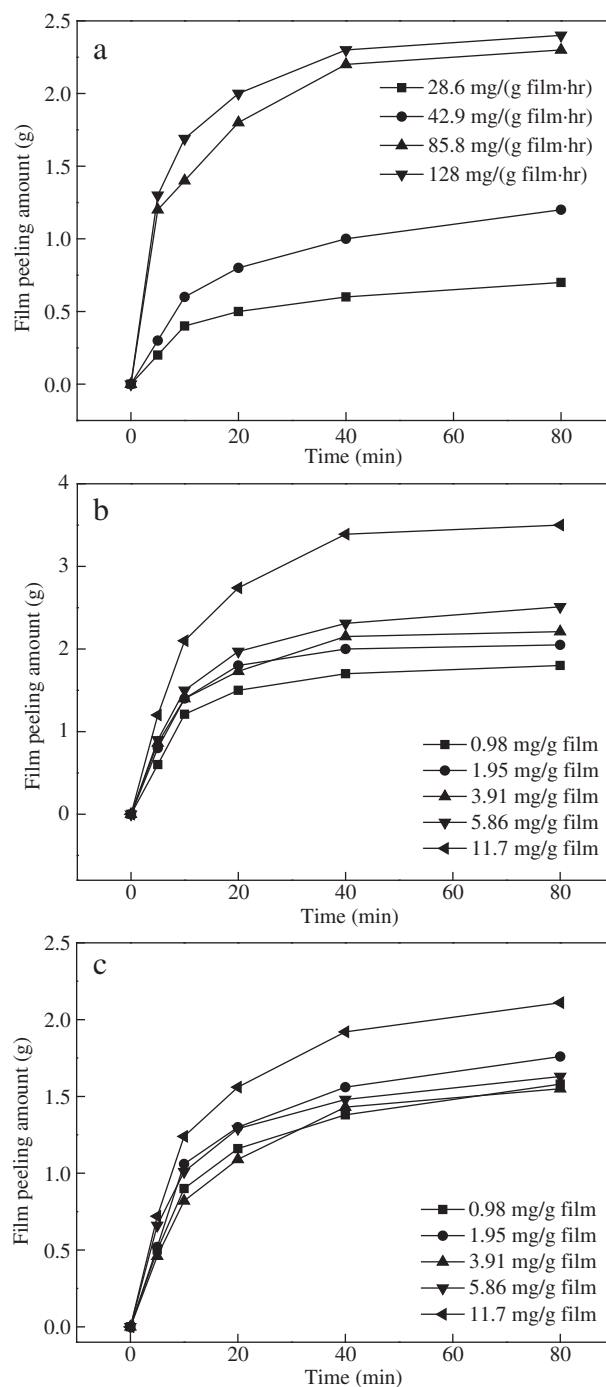 a
2.5
2.0
1.5
1.0
0.5
0.0
Film peeling amount (g)
28.6 mg/(g film·hr)
42.9 mg/(g film·hr)
85.8 mg/(g film·hr)
128 mg/(g film·hr)
0 20 40 60 80
Time (min)
b
4
3
2
1
0
Film peeling amount (g)
0.98 mg/g film
1.95 mg/g film
3.91 mg/g film
5.86 mg/g film
11.7 mg/g film
0 20 40 60 80
Time (min)
c
2.5
2.0
1.5
1.0
0.5
0.0
Film peeling amount (g)
0.98 mg/g film
1.95 mg/g film
3.91 mg/g film
5.86 mg/g film
11.7 mg/g film
0 20 40 60 80
Time (min)